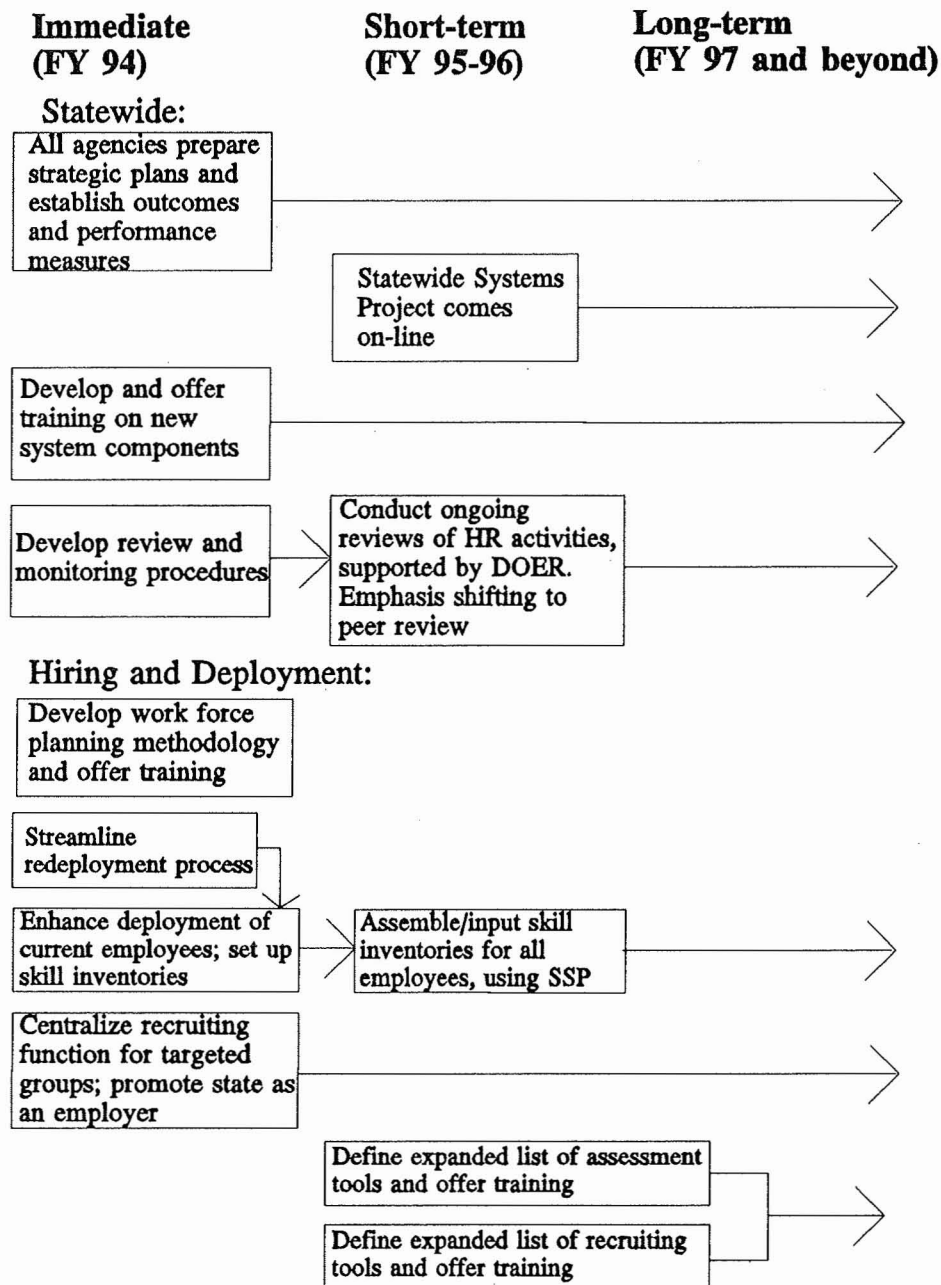 Immediate
(FY 94)
Short-term
(FY 95-96)
Long-term
(FY 97 and beyond)
Statewide:
All agencies prepare
strategic plans and
establish outcomes
and performance
measures
Statewide Systems
Project comes
on-line
Develop and offer
training on new
system components
Develop review and
monitoring procedures
Conduct ongoing
reviews of HR activities,
supported by DOER.
Emphasis shifting to
peer review
Hiring and Deployment:
Develop work force
planning methodology
and offer training
Streamline
redeployment process
Enhance deployment of
current employees; set up
skill inventories
Assemble/input skill
inventories for all
employees, using SSP
Centralize recruiting
function for targeted
groups; promote state as
an employer
Define expanded list of assessment
tools and offer training
Define expanded list of recruiting
tools and offer training